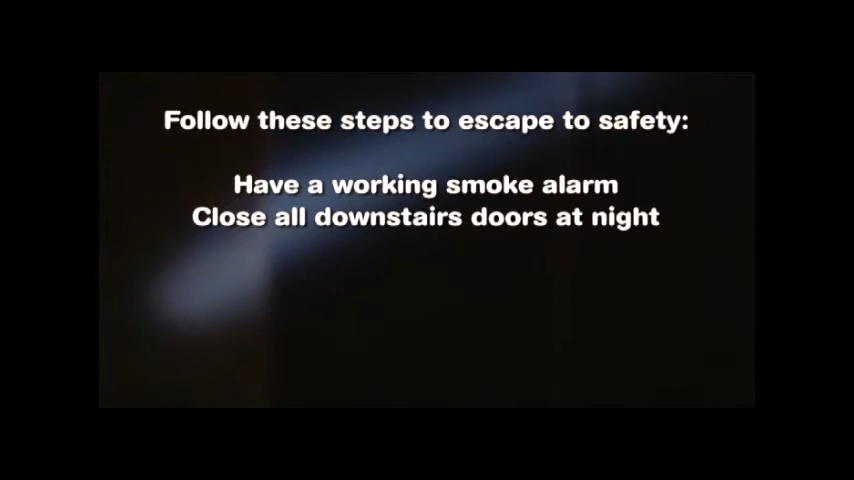 Follow these steps to escape to safety:
Have a working smoke alarm
Close all downstairs doors at night